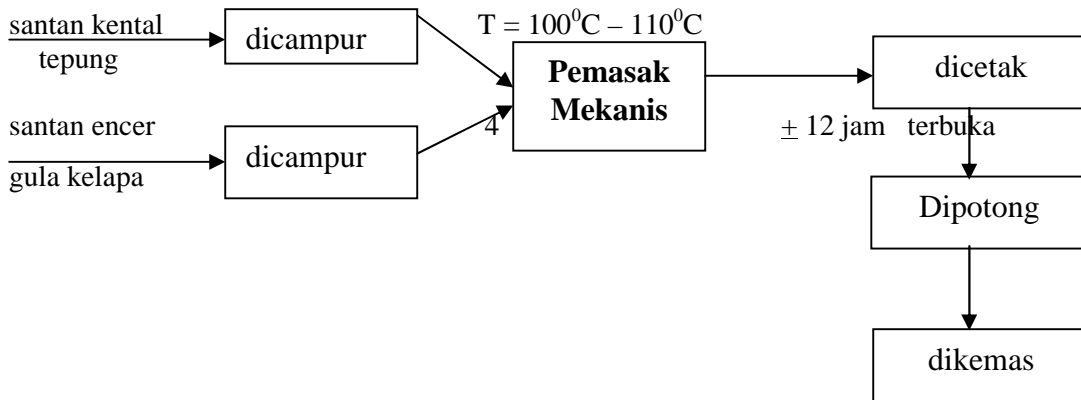 santan kental
tepung
dicampur
T = 100⁰C – 110⁰C
santan encer
gula kelapa
dicampur
4
Pemasak
Mekanis
dicetak
± 12 jam terbuka
Dipotong
dikemas